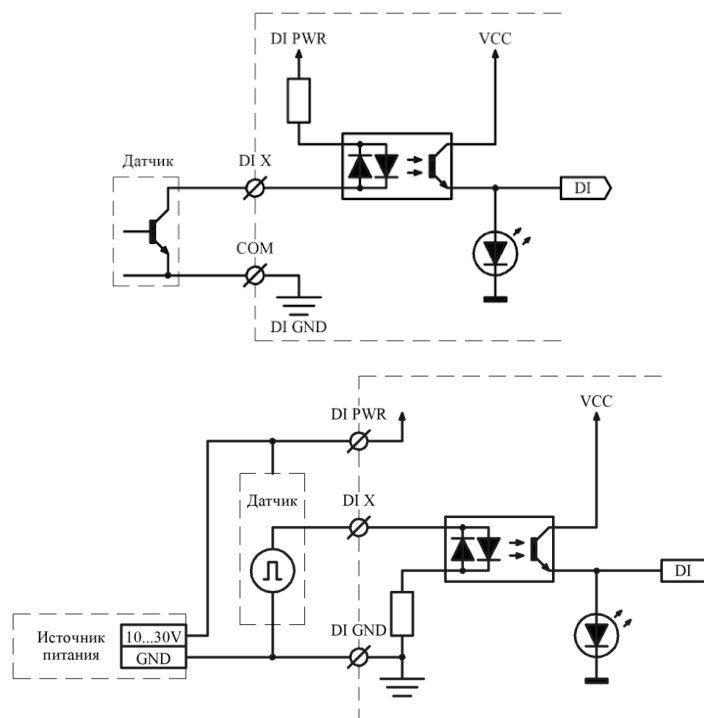 DI PWR
VCC
Датчик
DI X
DI
COM
DI GND
DI PWR
VCC
Датчик
DI X
DI
DI GND
Источник
питания
10...30V
GND